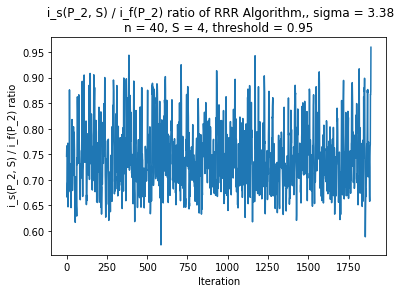 i_s(P_2, S) / i_f(P_2) ratio of RRR Algorithm,, sigma = 3.38
n = 40, S = 4, threshold = 0.95
i_s(P_2, S) / i_f(P_2) ratio
0.95
0.90
0.85
0.80
0.75
0.70
0.65
0.60
0 250 500 750 1000 1250 1500 1750
Iteration